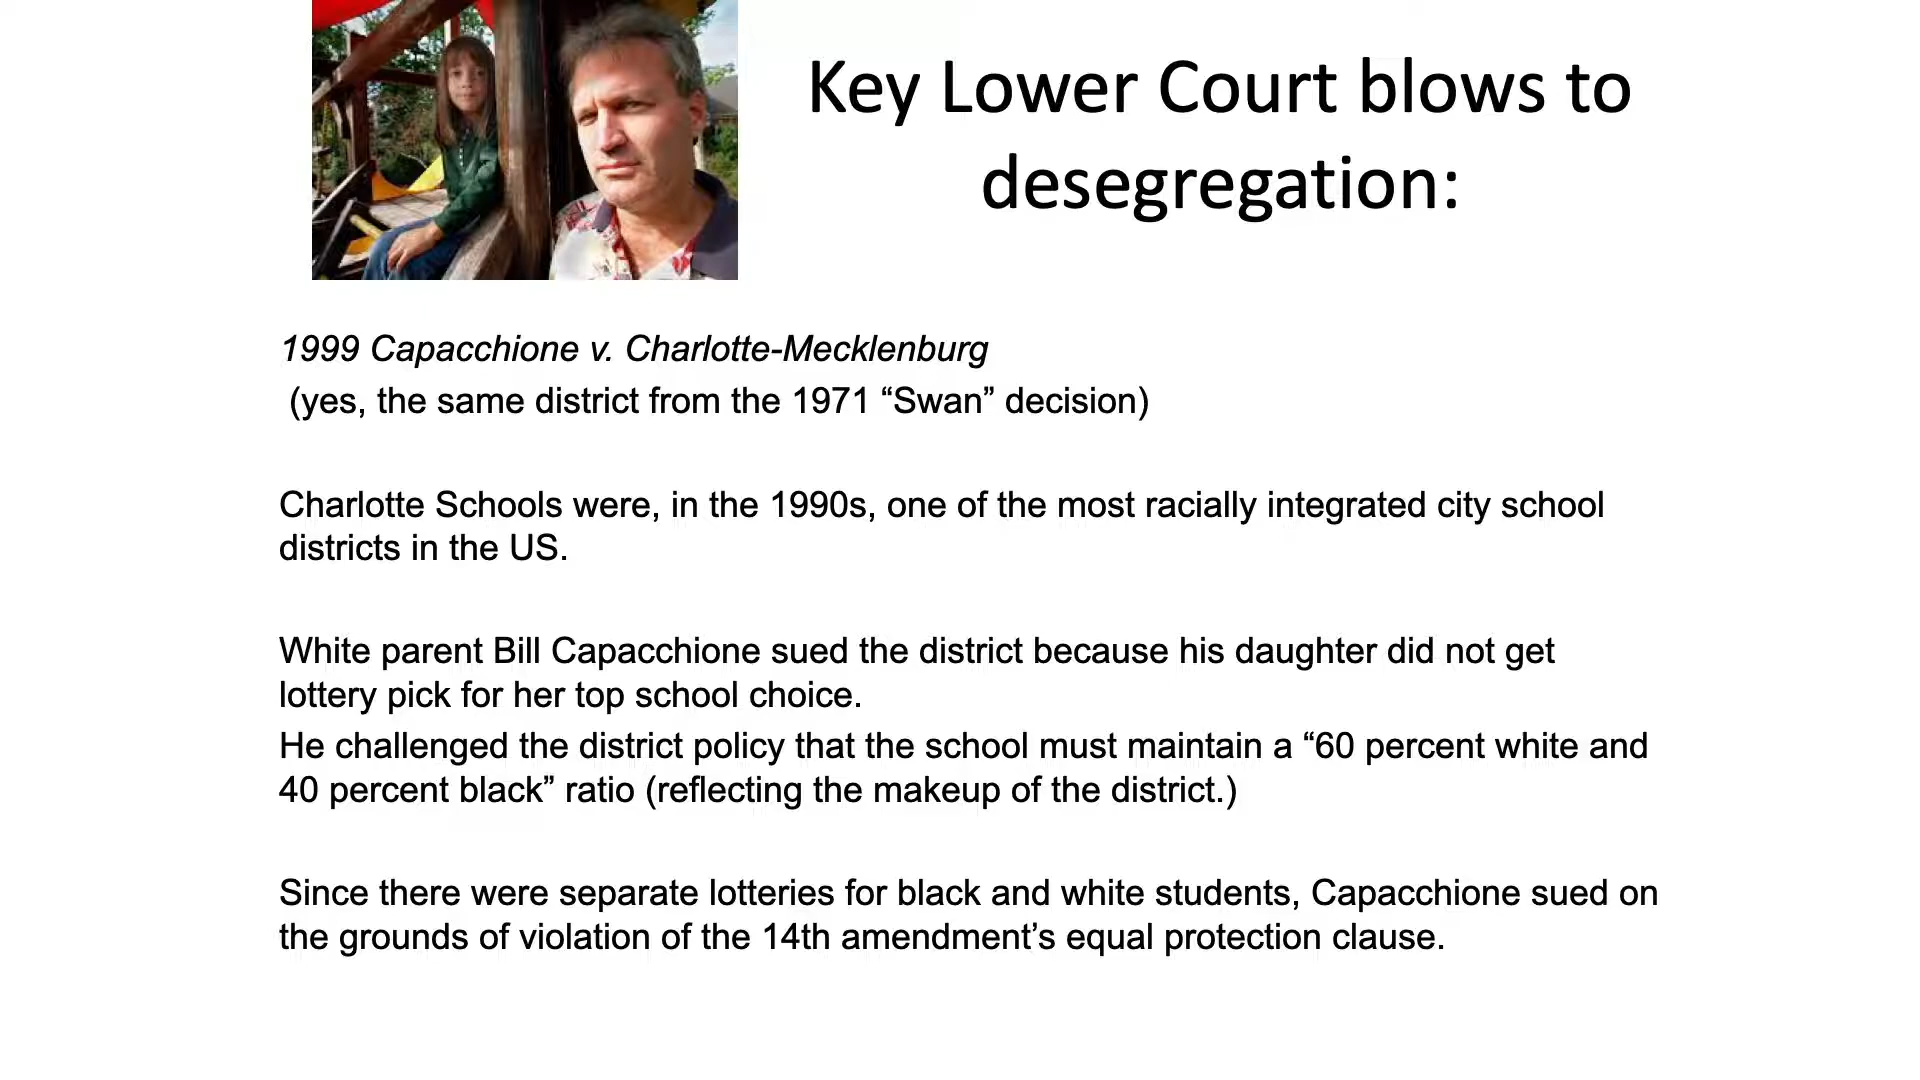 Key Lower Court blows to
desegregation:
1999 Capacchione v. Charlotte-Mecklenburg
(yes, the same district from the 1971 “Swan” decision)
Charlotte Schools were, in the 1990s, one of the most racially integrated city school
districts in the US.
White parent Bill Capacchione sued the district because his daughter did not get
lottery pick for her top school choice.
He challenged the district policy that the school must maintain a “60 percent white and
40 percent black” ratio (reflecting the makeup of the district.)
Since there were separate lotteries for black and white students, Capacchione sued on
the grounds of violation of the 14th amendment’s equal protection clause.